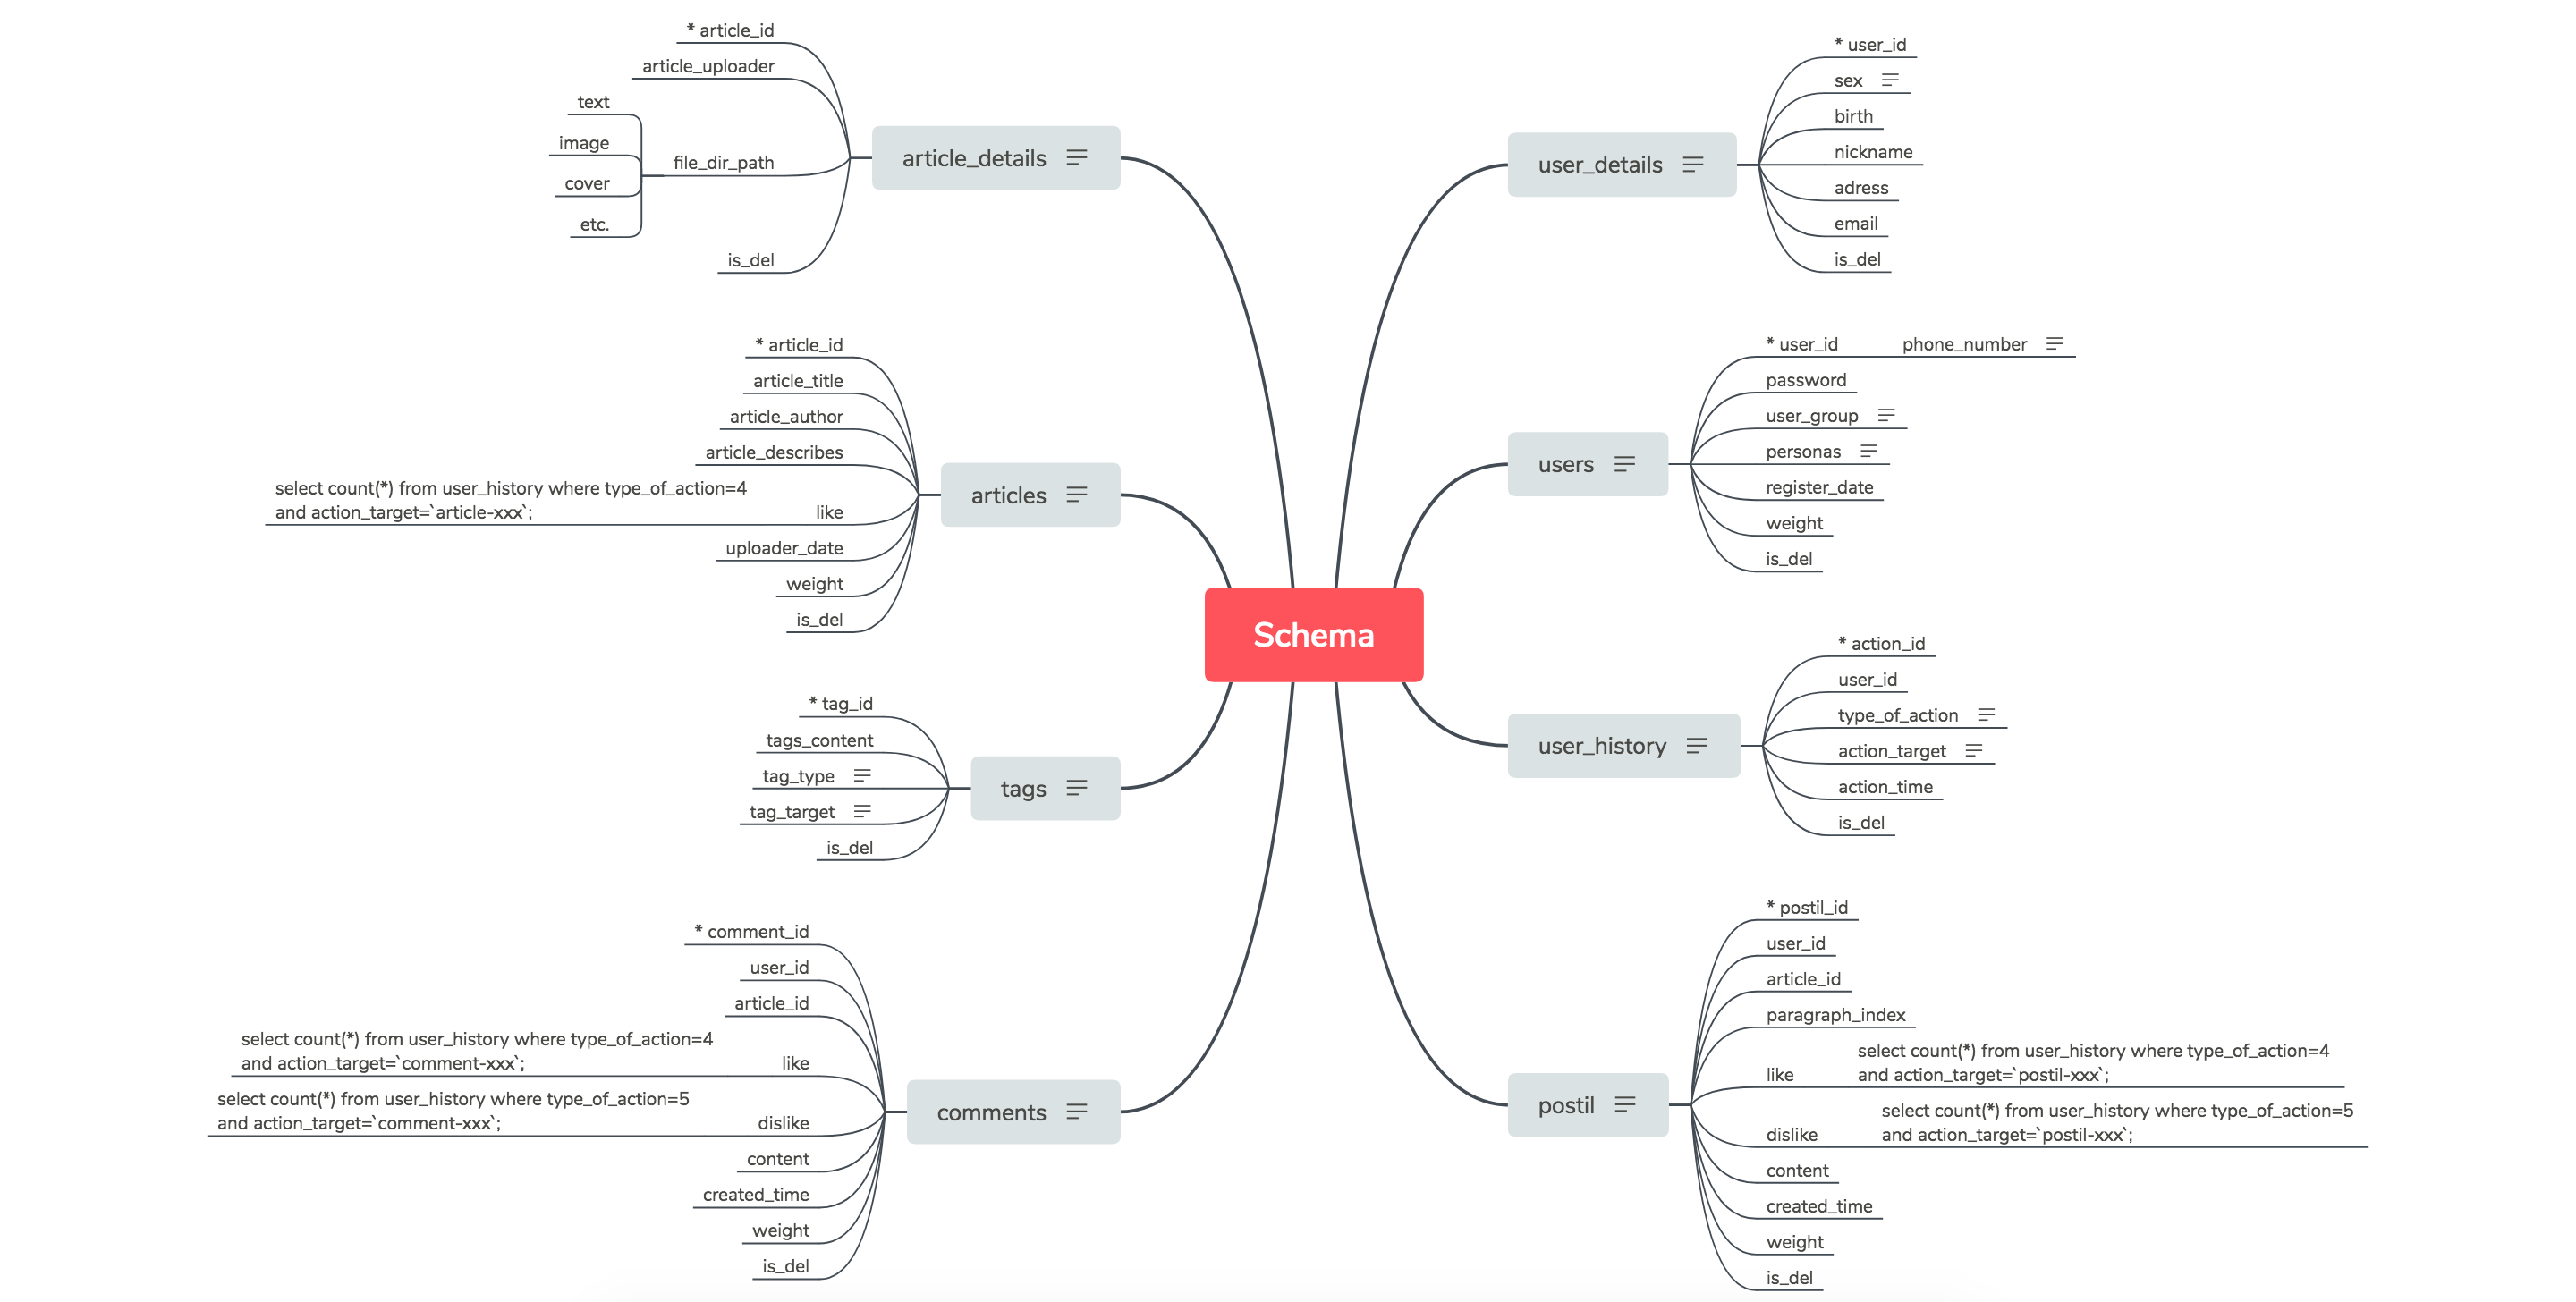 Schema
article_details
* article_id
article_uploader
file_dir_path
text
image
cover
etc.
is_del
articles
* article_id
article_title
article_author
article_describes
like
select count(*) from user_history where type_of_action=4
and action_target=`article-xxx`;
uploader_date
weight
is_del
tags
* tag_id
tags_content
tag_type
tag_target
is_del
comments
* comment_id
user_id
article_id
like
select count(*) from user_history where type_of_action=4
and action_target=`comment-xxx`;
dislike
select count(*) from user_history where type_of_action=5
and action_target=`comment-xxx`;
content
created_time
weight
is_del
user_details
* user_id
sex
birth
nickname
adress
email
is_del
users
* user_id
phone_number
password
user_group
personas
register_date
weight
is_del
user_history
* action_id
user_id
type_of_action
action_target
action_time
is_del
postil
* postil_id
user_id
article_id
paragraph_index
like
select count(*) from user_history where type_of_action=4
and action_target=`postil-xxx`;
dislike
select count(*) from user_history where type_of_action=5
and action_target=`postil-xxx`;
content
created_time
weight
is_del